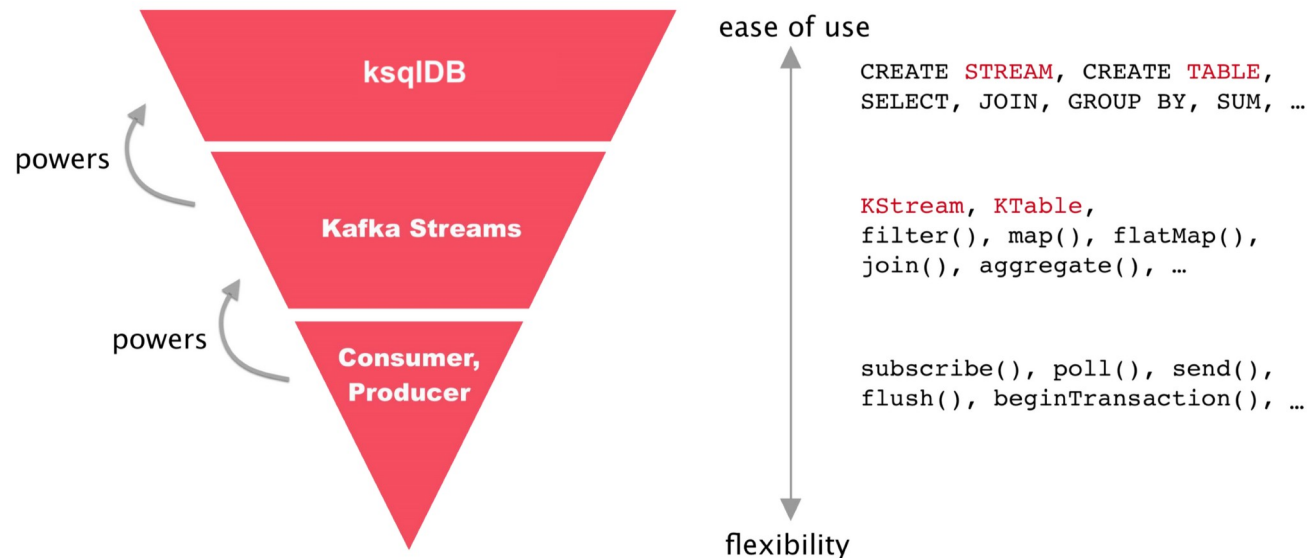 ease of use
ksqlDB
CREATE STREAM, CREATE TABLE,
SELECT, JOIN, GROUP BY, SUM, …
powers
Kafka Streams
KStream, KTable,
filter(), map(), flatMap(),
join(), aggregate(), …
powers
Consumer,
Producer
subscribe(), poll(), send(),
flush(), beginTransaction(), …
flexibility